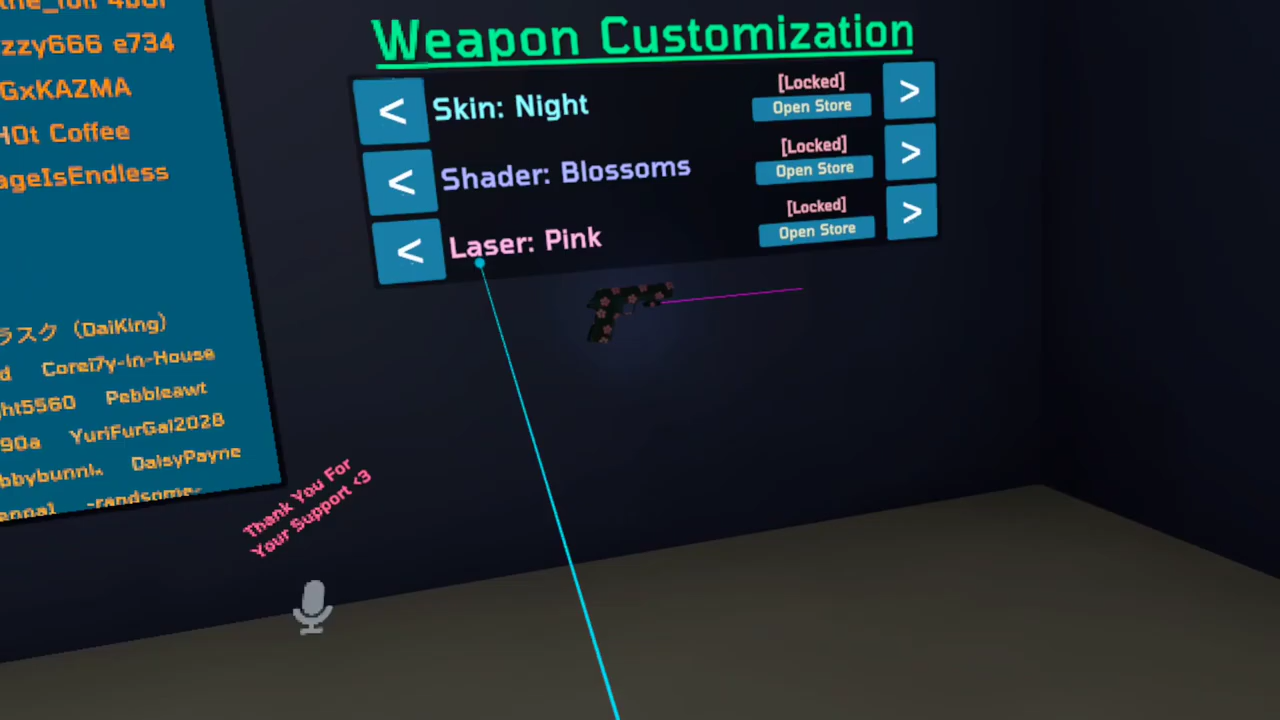 zzy666 e734
GxKAZMA
H0t Coffee
ageIsEndless
ラスク (DaiKing)
d Corei7y-in-House
ght5560 Pebbleawt
90a YuriFurGal2028
DaisyPayne
-randsome-
Thank You For
Your Support <3
Weapon Customization
< Skin: Night [Locked] Open Store >
< Shader: Blossoms [Locked] Open Store >
< Laser: Pink [Locked] Open Store >